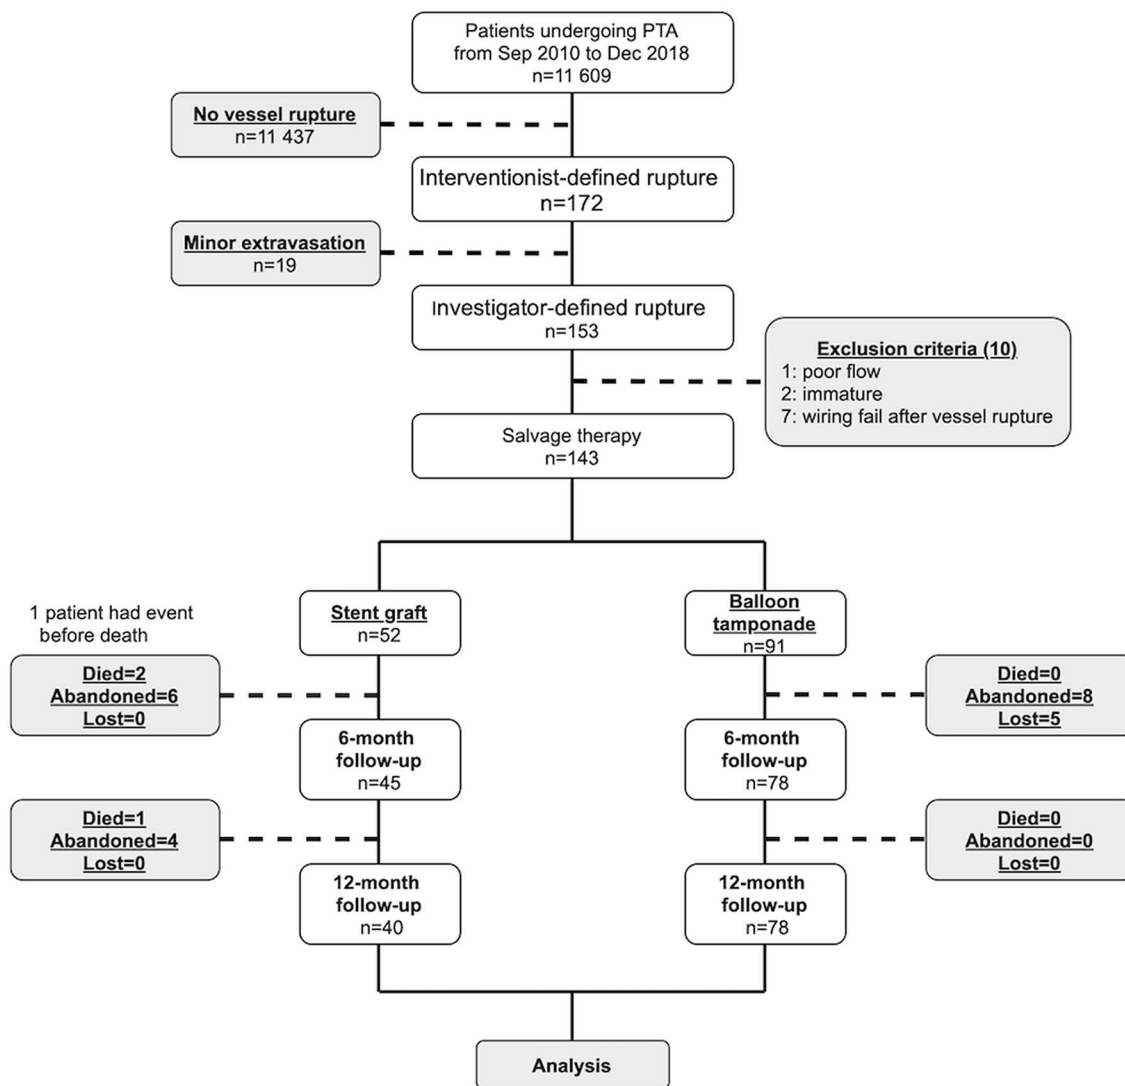 Patients undergoing PTA
from Sep 2010 to Dec 2018
n=11 609
No vessel rupture
n=11 437
Interventionist-defined rupture
n=172
Minor extravasation
n=19
Investigator-defined rupture
n=153
Exclusion criteria (10)
1: poor flow
2: immature
7: wiring fail after vessel rupture
Salvage therapy
n=143
Stent graft
n=52
Balloon
tamponade
n=91
1 patient had event
before death
Died=2
Abandoned=6
Lost=0
Died=0
Abandoned=8
Lost=5
6-month
follow-up
n=45
6-month
follow-up
n=78
Died=1
Abandoned=4
Lost=0
Died=0
Abandoned=0
Lost=0
12-month
follow-up
n=40
12-month
follow-up
n=78
Analysis